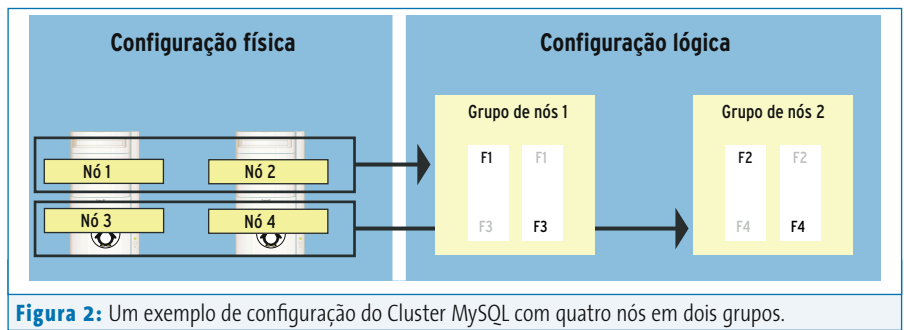 Configuração física
Configuração lógica
Nó 1
Nó 2
Nó 3
Nó 4
Grupo de nós 1
F1 F1
F3 F3
Grupo de nós 2
F2 F2
F4 F4
Figura 2: Um exemplo de configuração do Cluster MySQL com quatro nós em dois grupos.